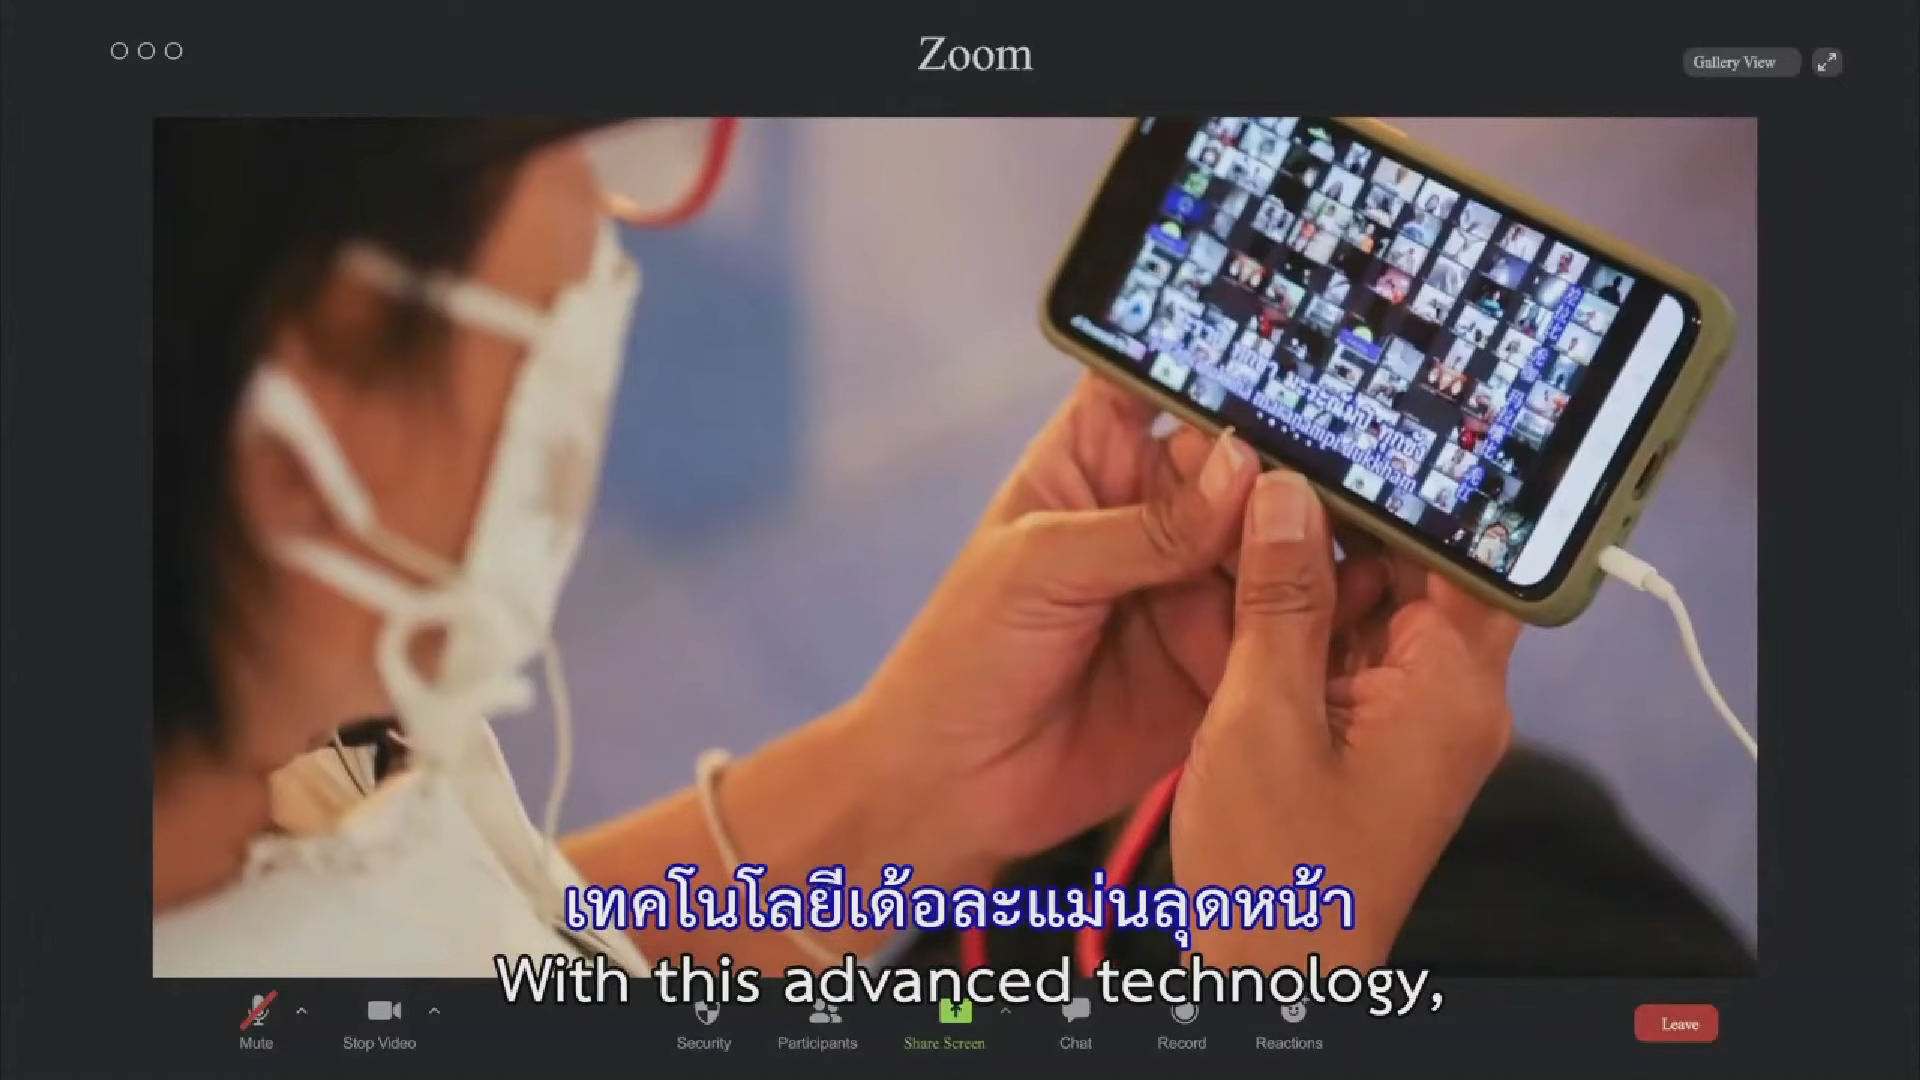 Zoom
Gallery View
เทคโนโลยีเด้อละแม่นลุดหน้า
With this advanced technology,
Mute
Stop Video
Security
Participants
Share Screen
Chat
Record
Reactions
Leave